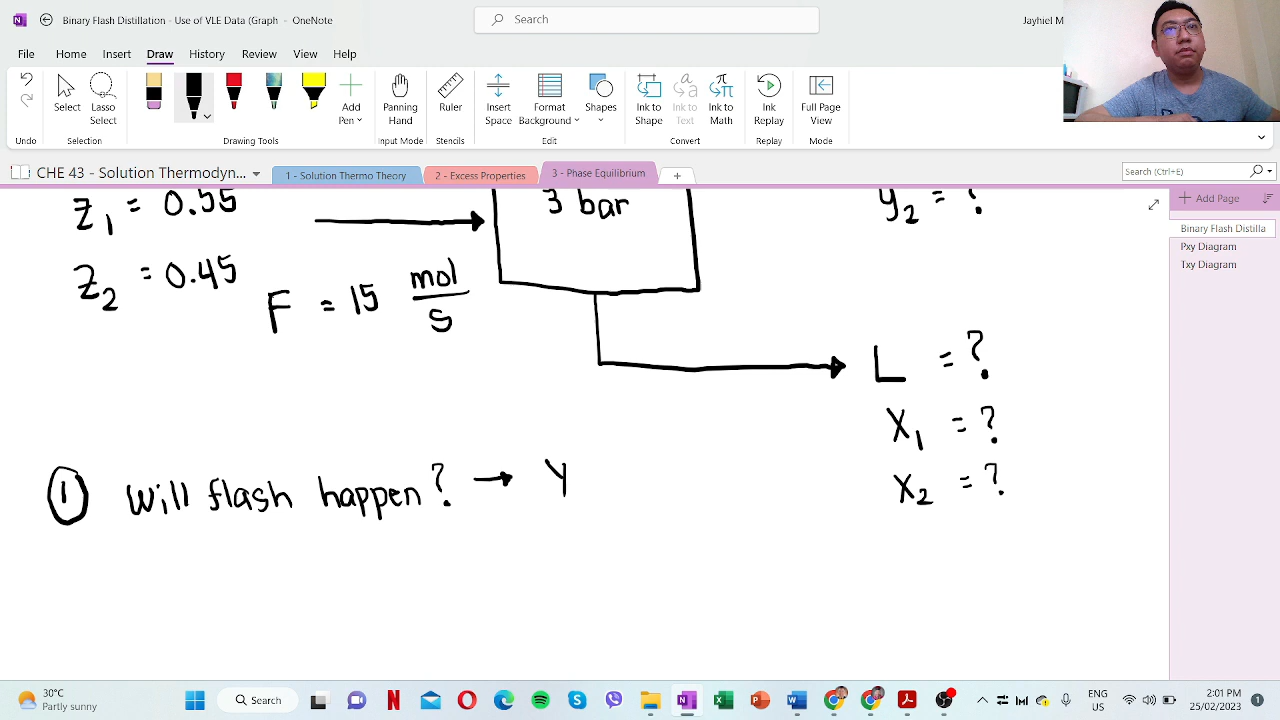 Binary Flash Distillation - Use of VLE Data (Graph - OneNote
Search
Jayhiel M
File Home Insert Draw History Review View Help
Select
Lasso Select
Add Pen
Panning Hand
Ruler
Insert Space
Format Background
Shapes
Ink to Shape
Ink to Text
Ink to Math
Ink Replay
Full Page View
Undo
Drawing Tools
Input Mode
Stencils
Insert
Convert
Replay
Mode
CHE 43 - Solution Thermodyn...
1 - Solution Thermo Theory
2 - Excess Properties
3 - Phase Equilibrium
Search (Ctrl+E)
Add Page
Binary Flash Distilla
Pxy Diagram
Txy Diagram
z₁ = 0.55
3 bar
y₂ = ?
z₂ = 0.45
F = 15 mol/s
L = ?
x₁ = ?
x₂ = ?
① Will flash happen? → Y
30°C
Partly sunny
Search
ENG
US
2:01 PM
25/02/2023
1